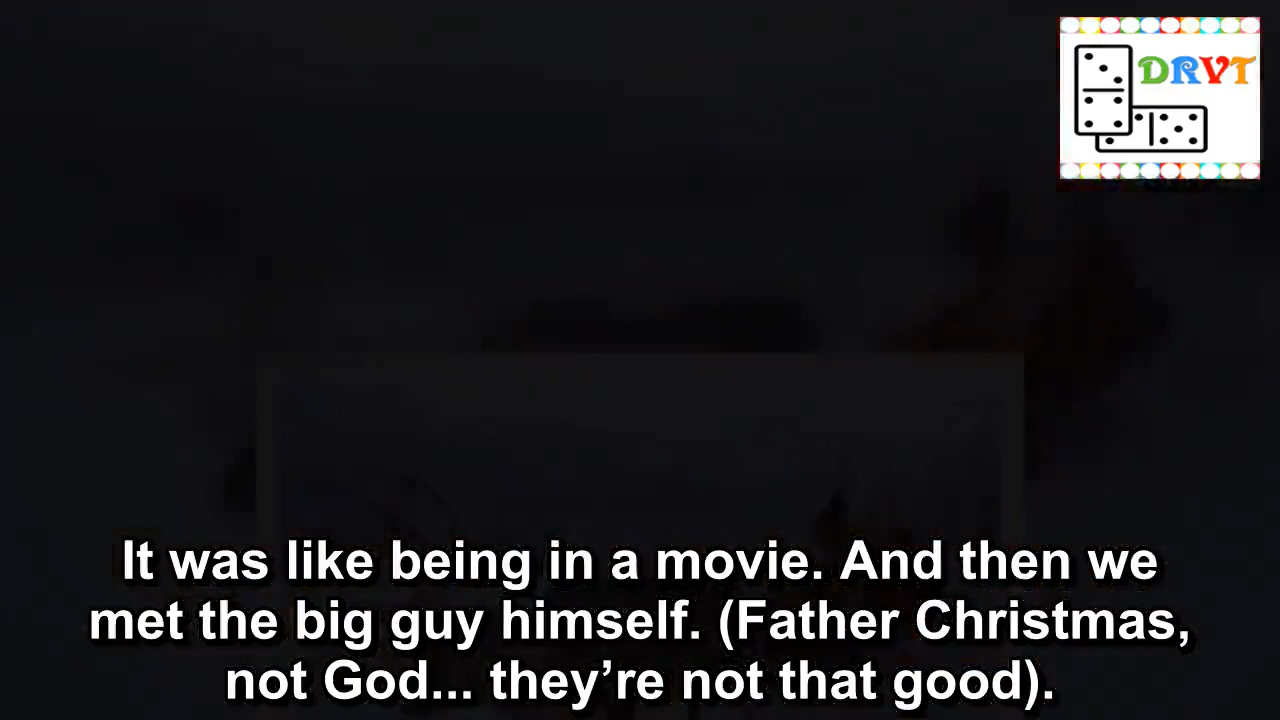 DRVT
It was like being in a movie. And then we
met the big guy himself. (Father Christmas,
not God... they’re not that good).